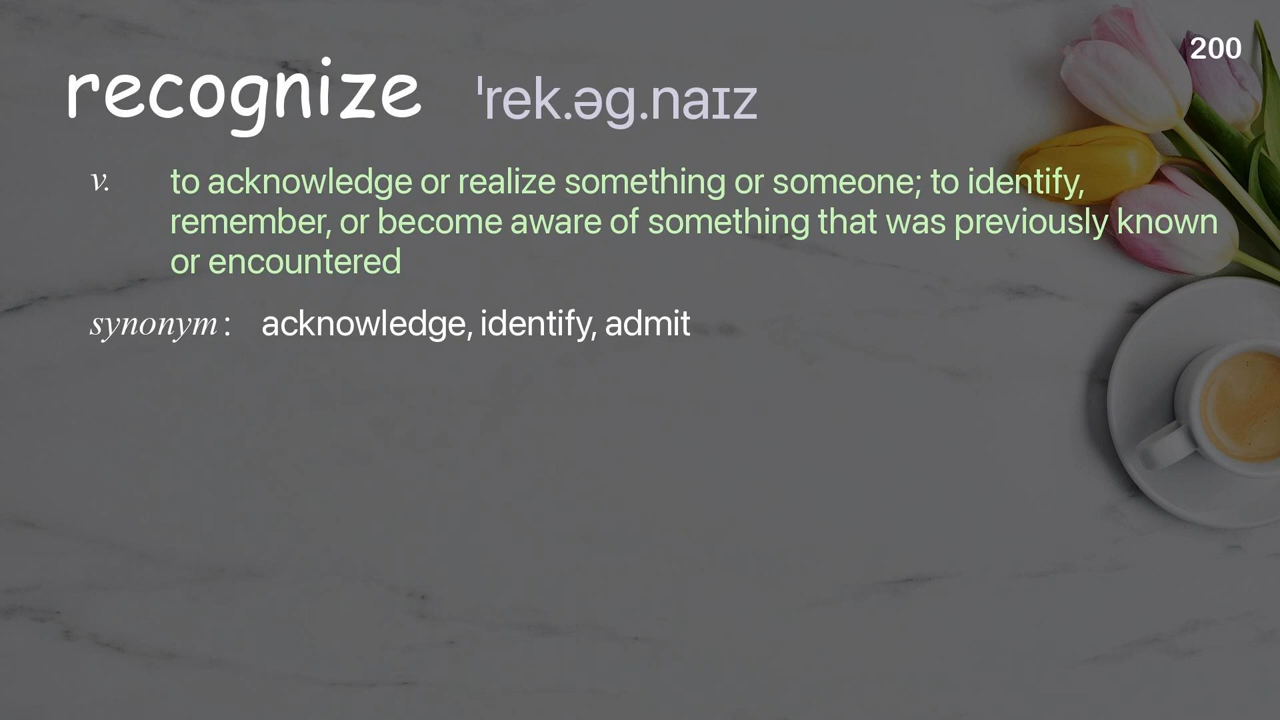 200
recognize ˈrek.əg.naɪz
v. to acknowledge or realize something or someone; to identify,
remember, or become aware of something that was previously known
or encountered
synonym: acknowledge, identify, admit